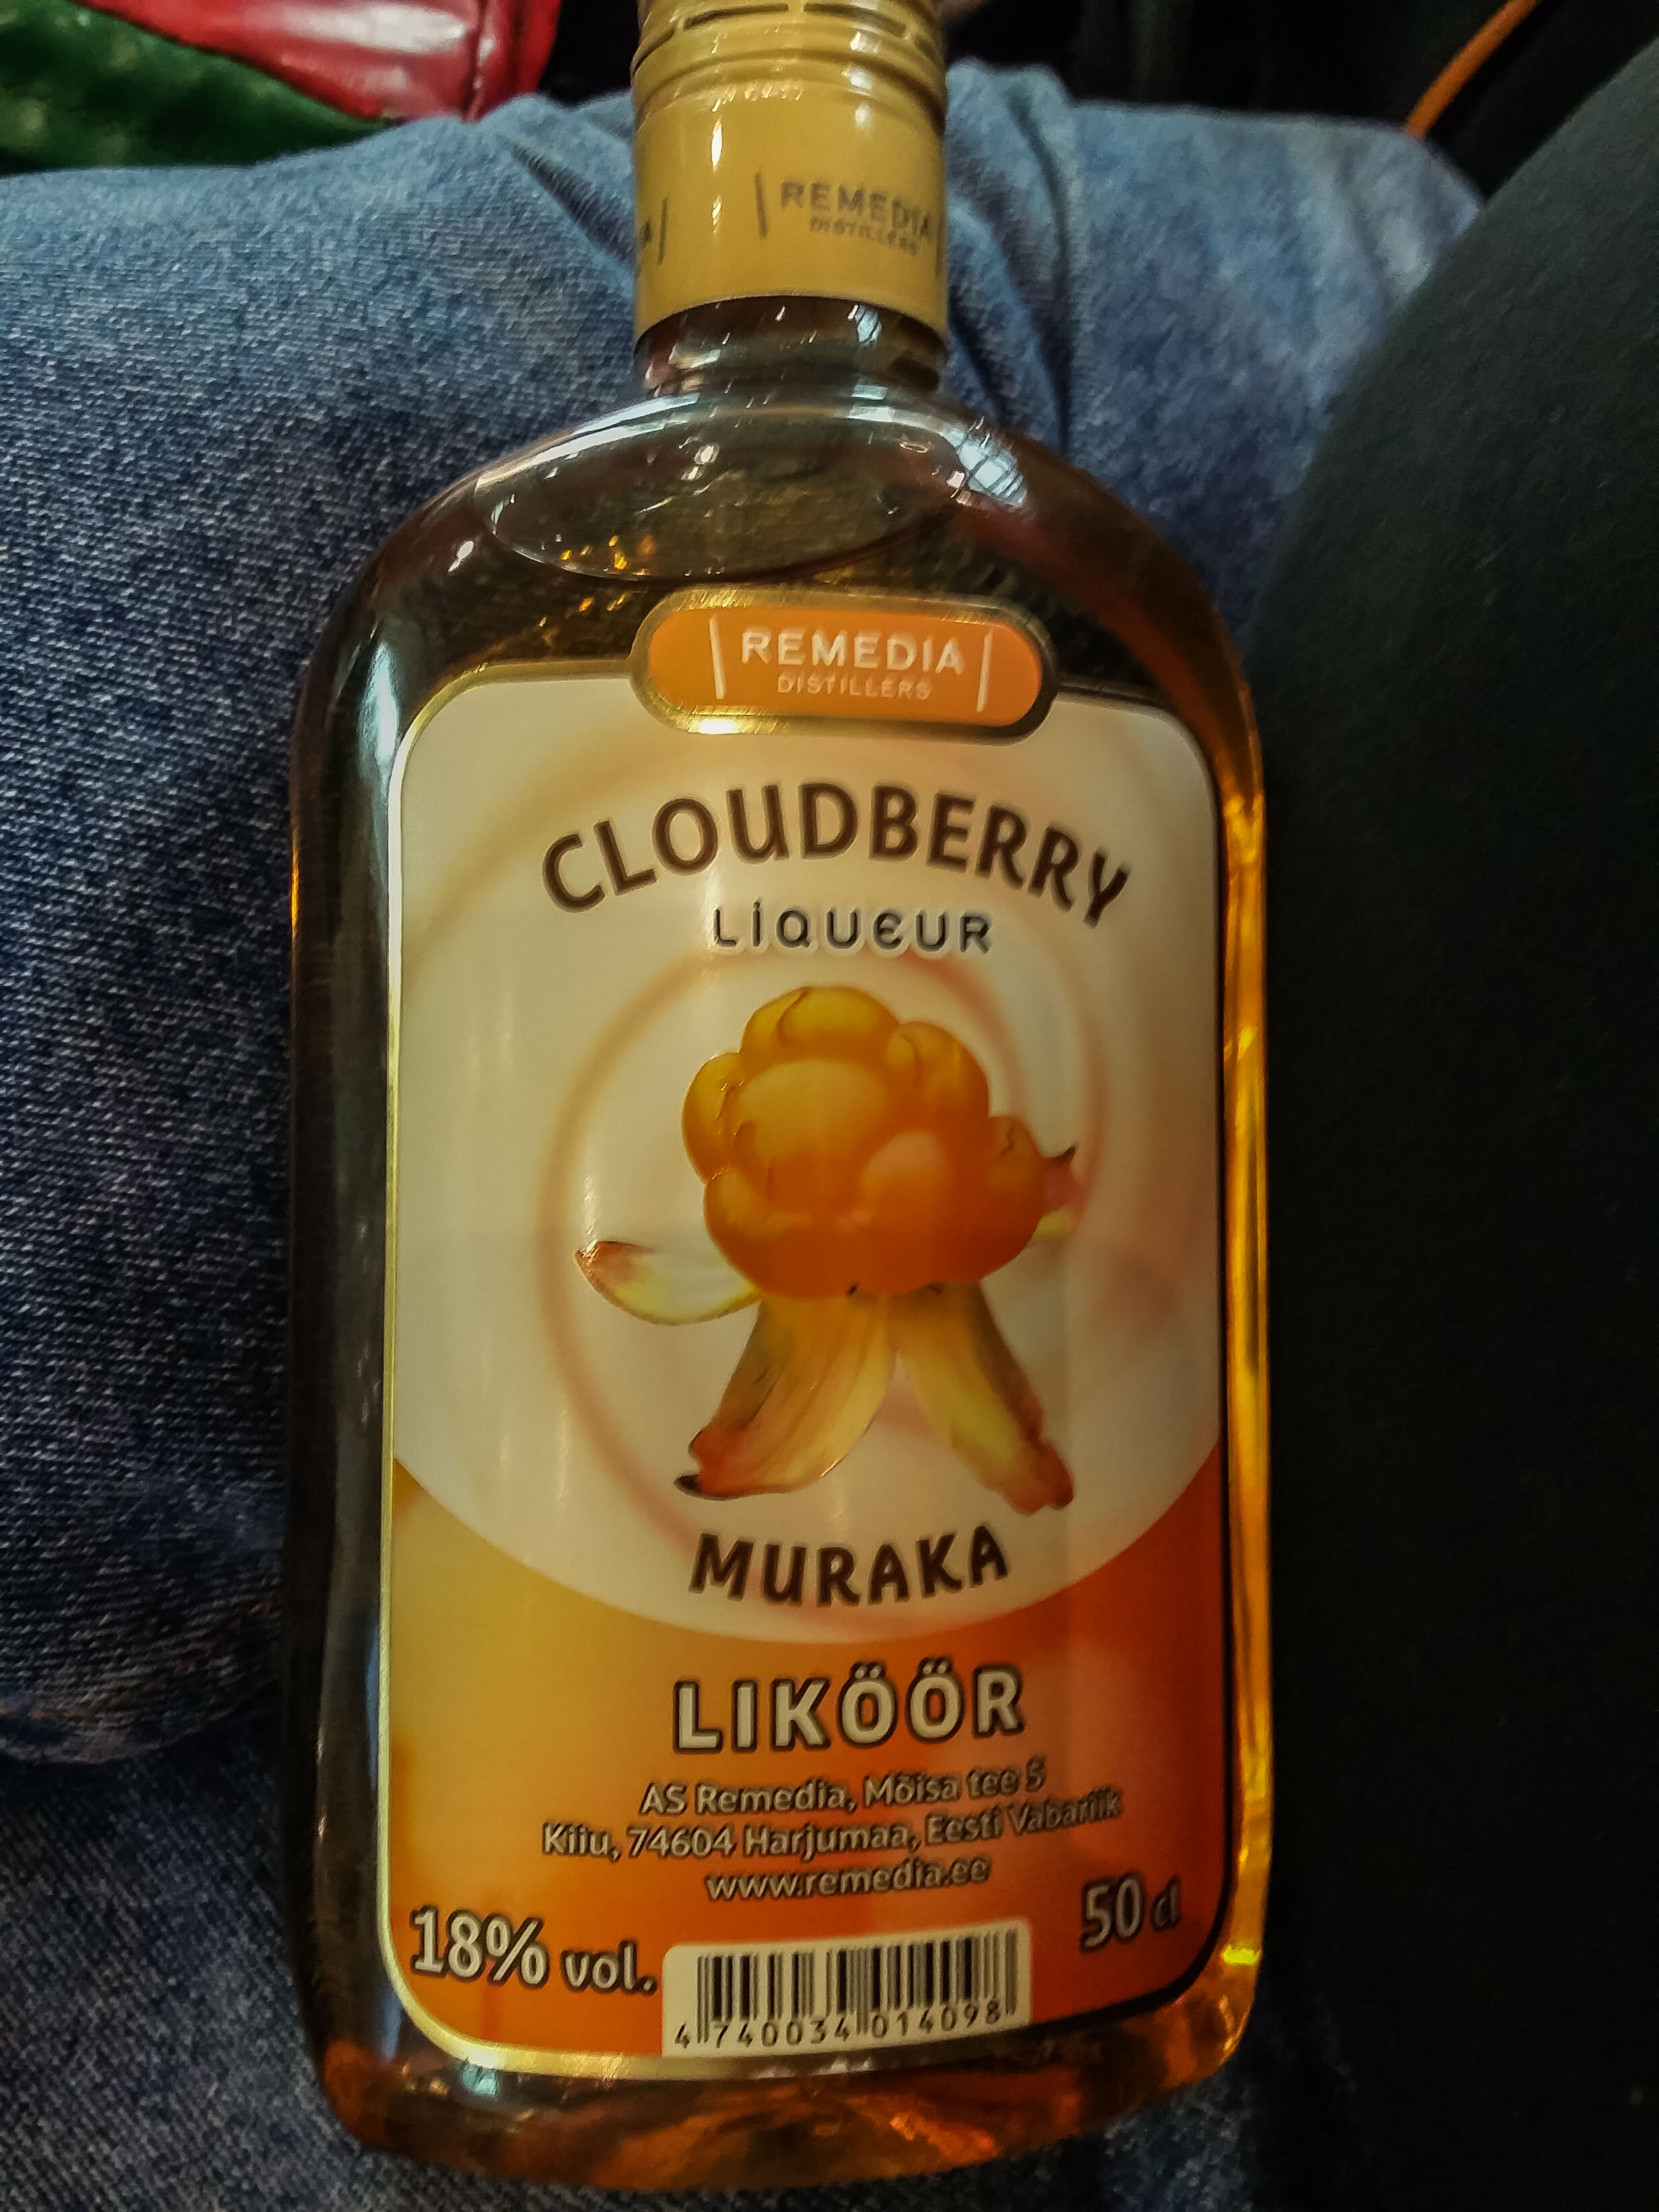 REMEDIA
DISTILLERS
REMEDIA
DISTILLERS
CLOUDBERRY
LIQUEUR
MURAKA
LIKÖÖR
AS Remedia, Mõisa tee 5
Kiiu, 74604 Harjumaa, Eesti Vabariik
www.remedia.ee
18% vol.
50 cl
4 740034 014098